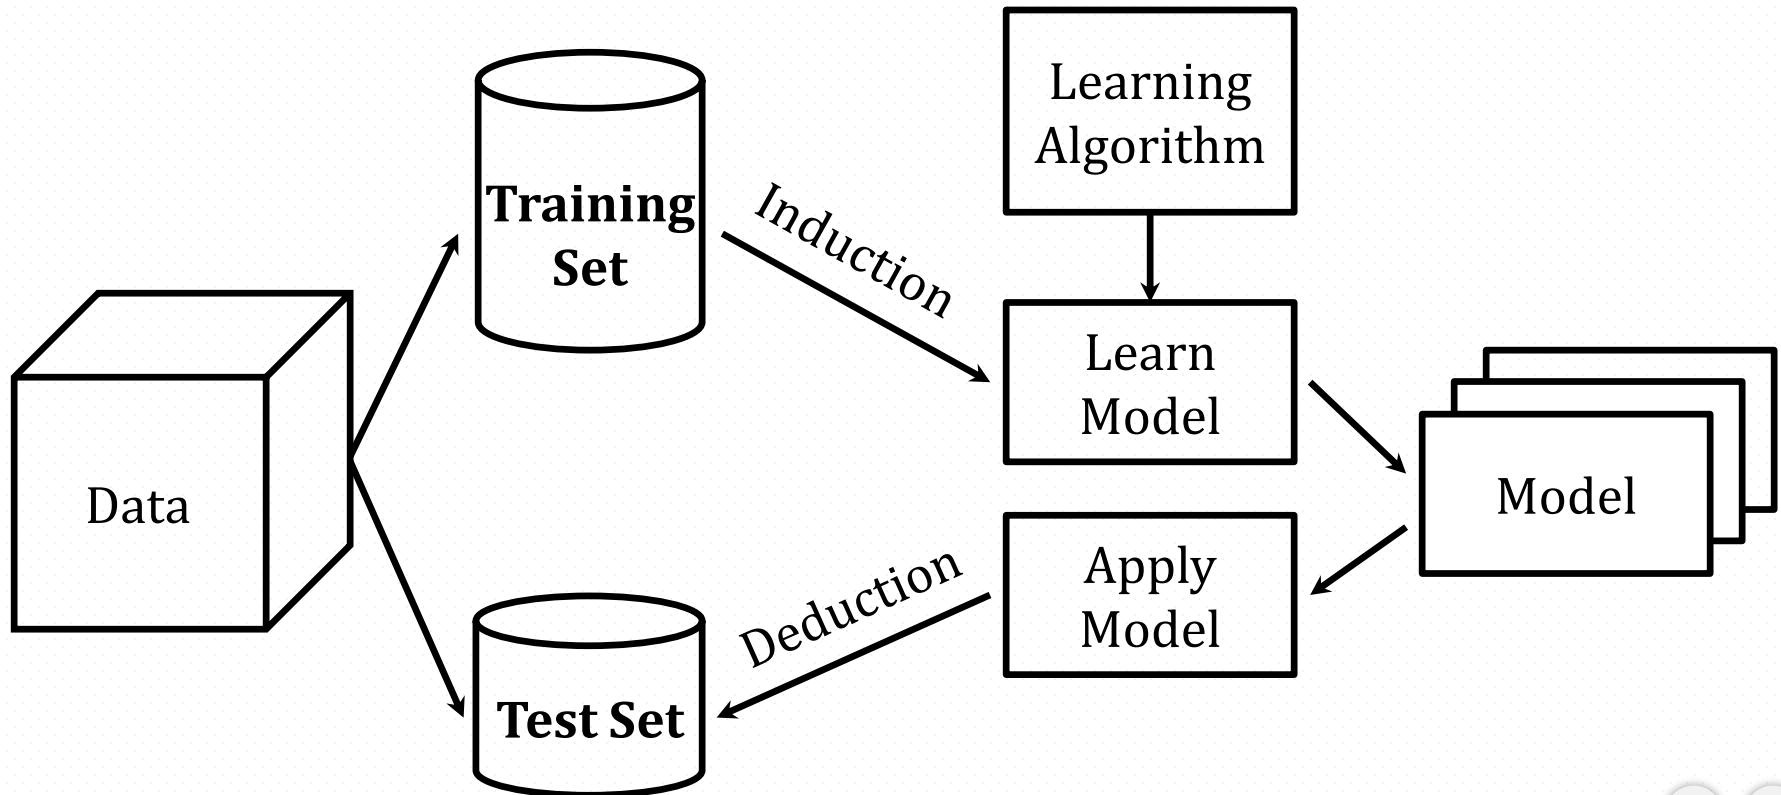 Learning
Algorithm
Training
Set
Induction
Learn
Model
Data
Model
Apply
Model
Deduction
Test Set